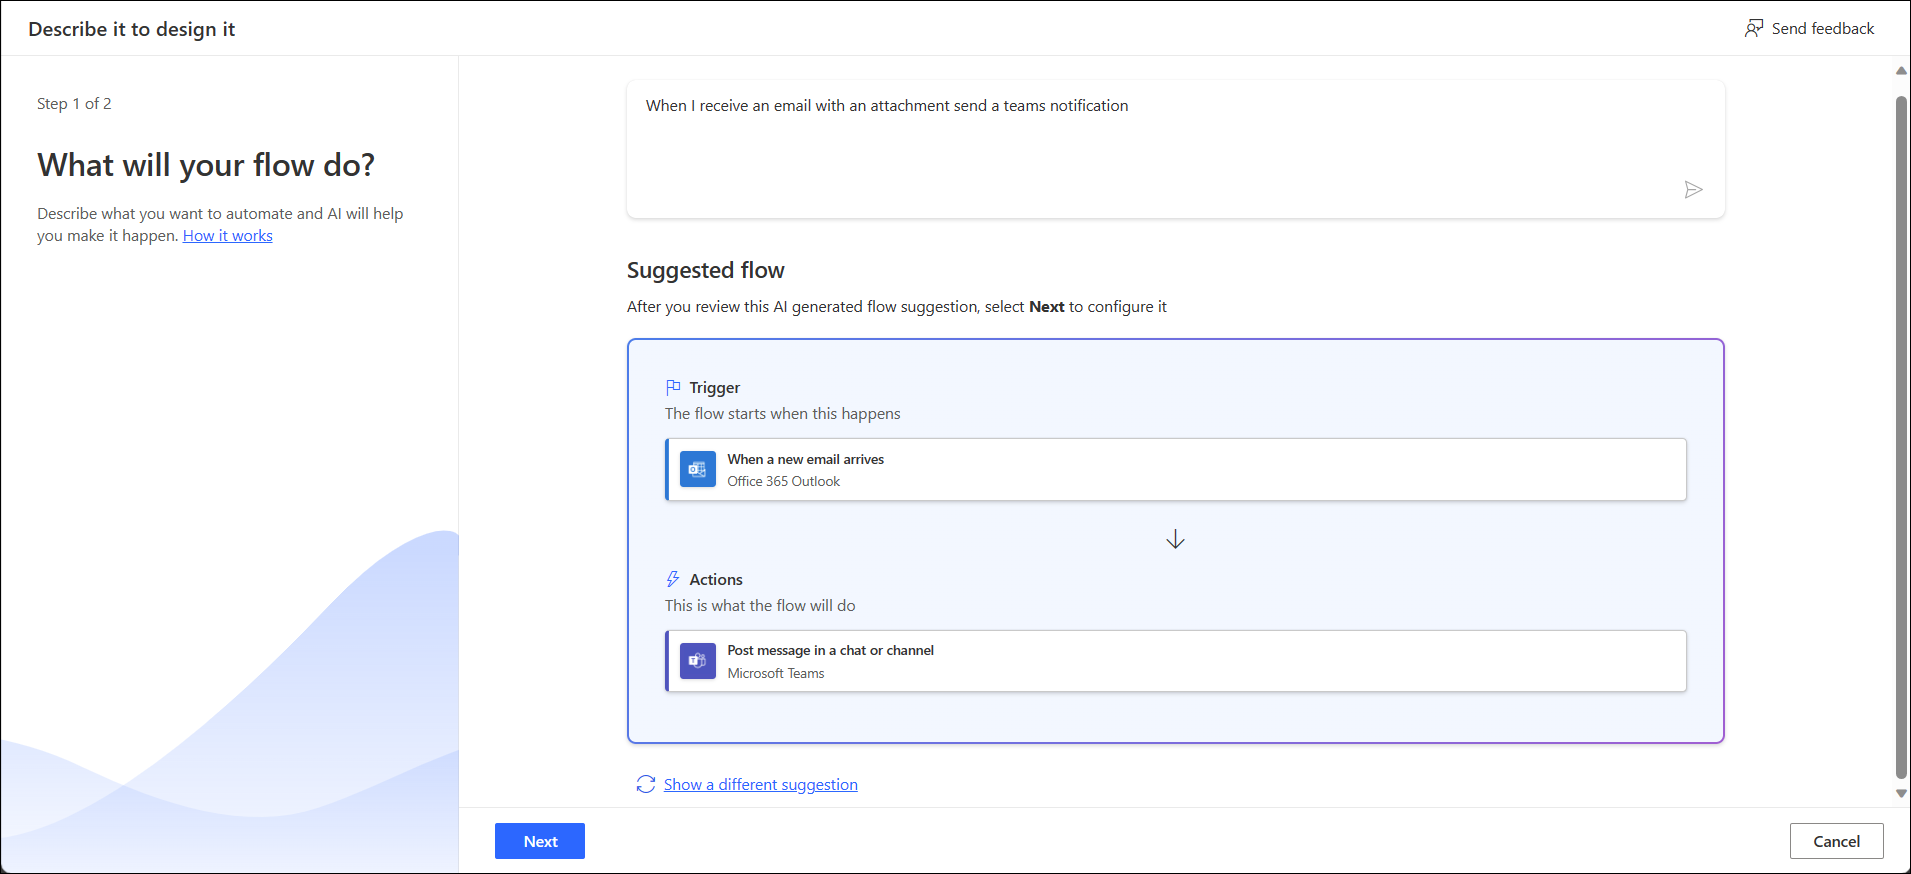 Describe it to design it
Send feedback
Step 1 of 2
What will your flow do?
Describe what you want to automate and AI will help
you make it happen. How it works
When I receive an email with an attachment send a teams notification
Suggested flow
After you review this AI generated flow suggestion, select Next to configure it
Trigger
The flow starts when this happens
When a new email arrives
Office 365 Outlook
Actions
This is what the flow will do
Post message in a chat or channel
Microsoft Teams
Show a different suggestion
Next
Cancel